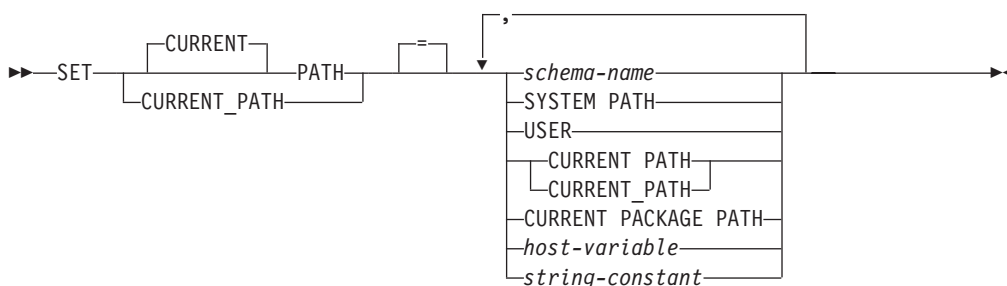 ,
CURRENT =
SET PATH schema-name
CURRENT_PATH SYSTEM PATH
USER
CURRENT PATH
CURRENT_PATH
CURRENT PACKAGE PATH
host-variable
string-constant